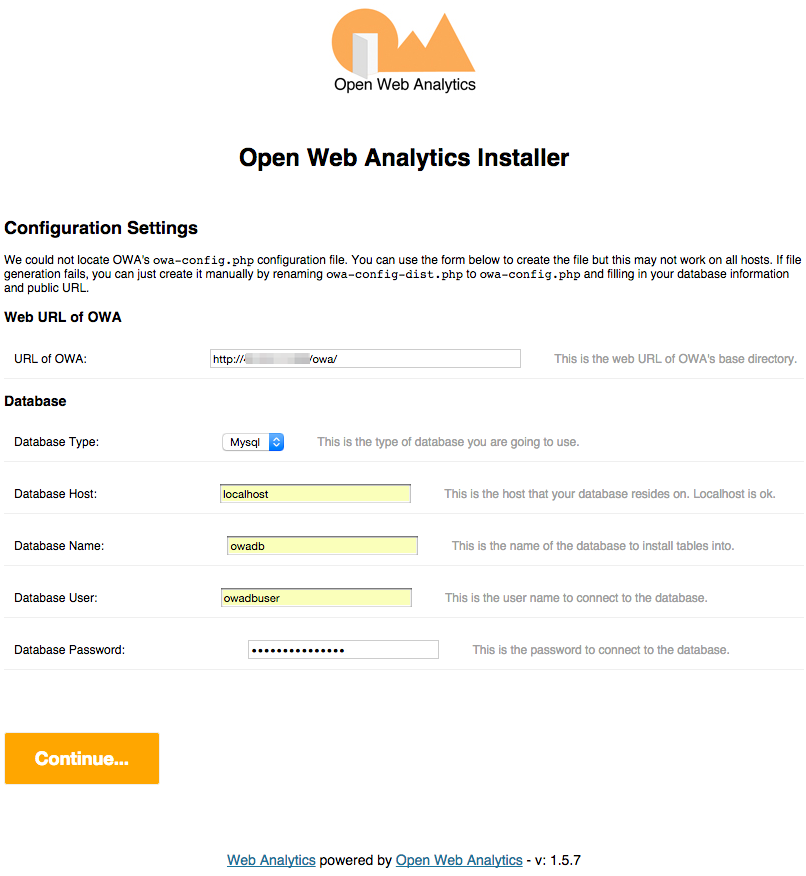 Open Web Analytics
Open Web Analytics Installer
Configuration Settings
We could not locate OWA's owa-config.php configuration file. You can use the form below to create the file but this may not work on all hosts. If file
generation fails, you can just create it manually by renaming owa-config-dist.php to owa-config.php and filling in your database information
and public URL.
Web URL of OWA
URL of OWA: http:// /owa/ This is the web URL of OWA's base directory.
Database
Database Type: Mysql This is the type of database you are going to use.
Database Host: localhost This is the host that your database resides on. Localhost is ok.
Database Name: owadb This is the name of the database to install tables into.
Database User: owadbuser This is the user name to connect to the database.
Database Password: ••••••••••••••• This is the password to connect to the database.
Continue...
Web Analytics powered by Open Web Analytics - v: 1.5.7